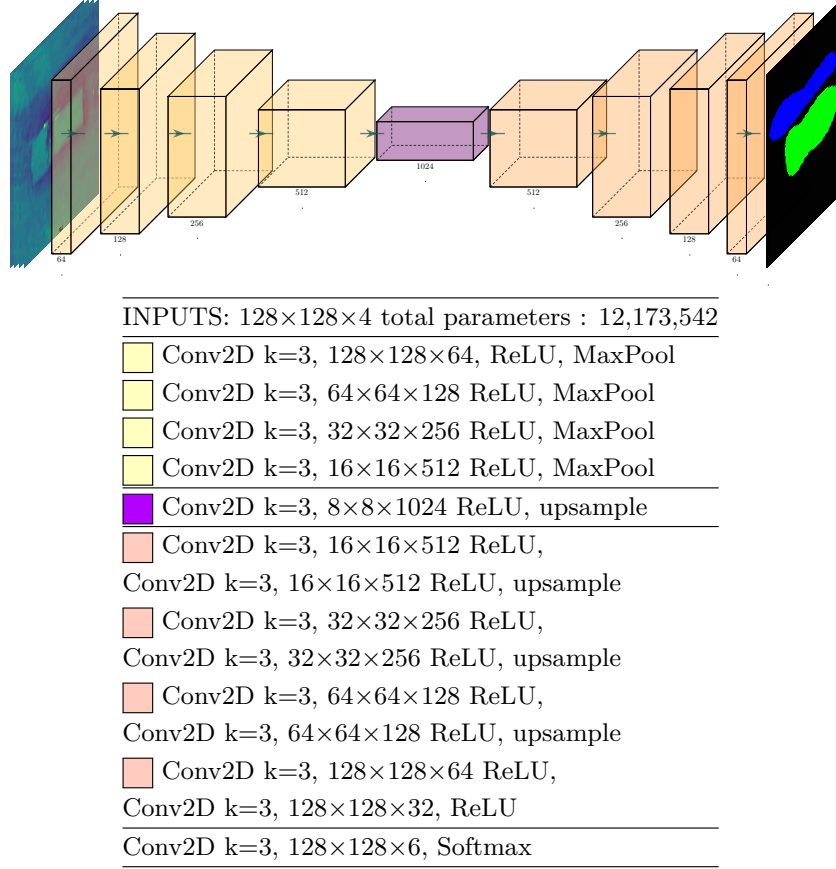 64
128
256
512
1024
512
256
128
64
INPUTS: 128×128×4 total parameters : 12,173,542
Conv2D k=3, 128×128×64, ReLU, MaxPool
Conv2D k=3, 64×64×128 ReLU, MaxPool
Conv2D k=3, 32×32×256 ReLU, MaxPool
Conv2D k=3, 16×16×512 ReLU, MaxPool
Conv2D k=3, 8×8×1024 ReLU, upsample
Conv2D k=3, 16×16×512 ReLU,
Conv2D k=3, 16×16×512 ReLU, upsample
Conv2D k=3, 32×32×256 ReLU,
Conv2D k=3, 32×32×256 ReLU, upsample
Conv2D k=3, 64×64×128 ReLU,
Conv2D k=3, 64×64×128 ReLU, upsample
Conv2D k=3, 128×128×64 ReLU,
Conv2D k=3, 128×128×32, ReLU
Conv2D k=3, 128×128×6, Softmax